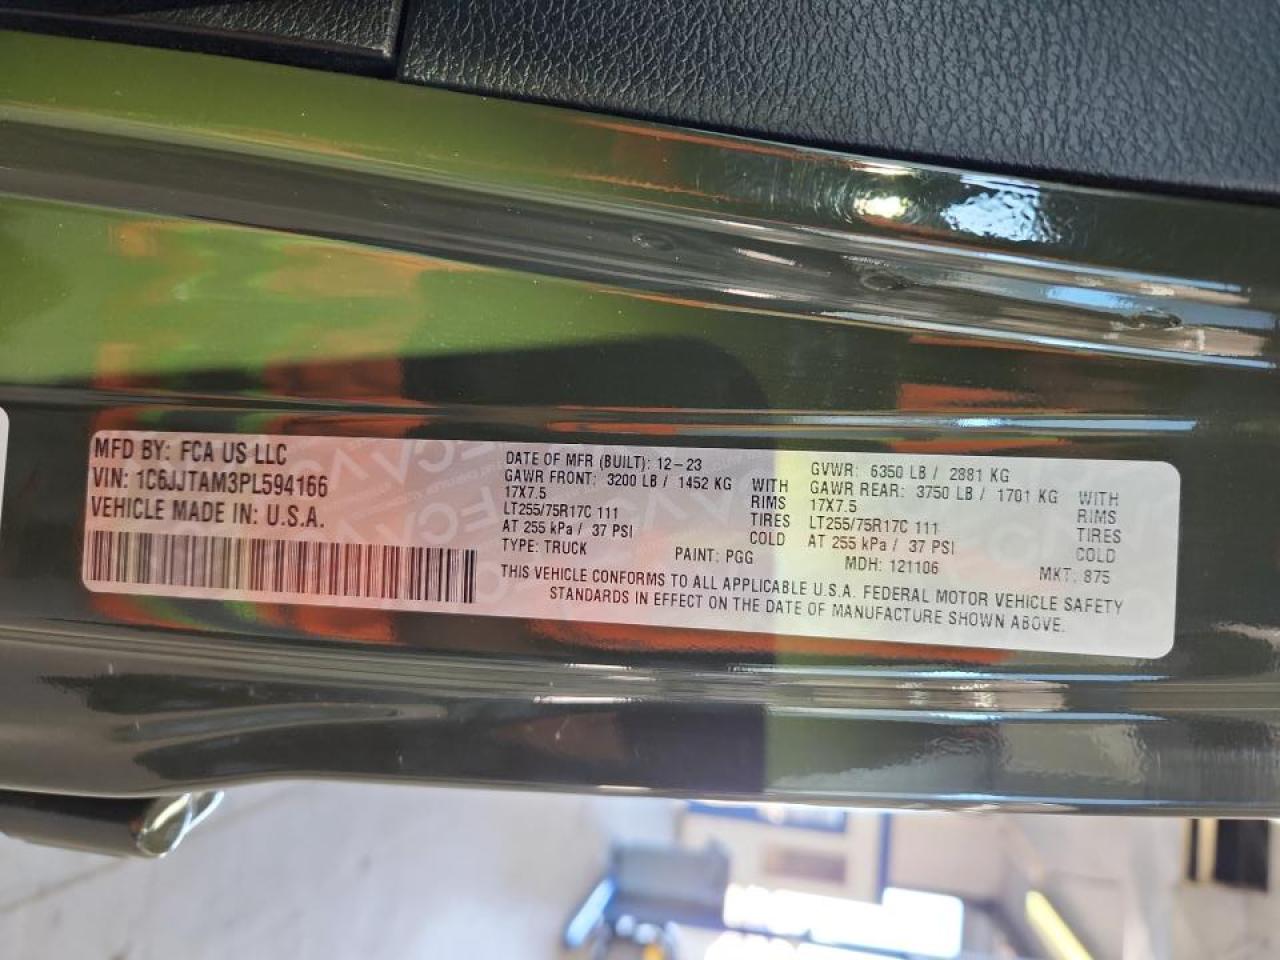 MFD BY: FCA US LLC
VIN: 1C6JJTAM3PL594166
VEHICLE MADE IN: U.S.A.
DATE OF MFR (BUILT): 12-23
GAWR FRONT: 3200 LB / 1452 KG WITH
17X7.5 RIMS
LT255/75R17C 111 TIRES
AT 255 kPa / 37 PSI COLD
TYPE: TRUCK PAINT: PGG
GVWR: 6350 LB / 2881 KG
GAWR REAR: 3750 LB / 1701 KG WITH
17X7.5 RIMS
LT255/75R17C 111 TIRES
AT 255 kPa / 37 PSI COLD
MDH: 121106 MKT: 875
THIS VEHICLE CONFORMS TO ALL APPLICABLE U.S.A. FEDERAL MOTOR VEHICLE SAFETY
STANDARDS IN EFFECT ON THE DATE OF MANUFACTURE SHOWN ABOVE.